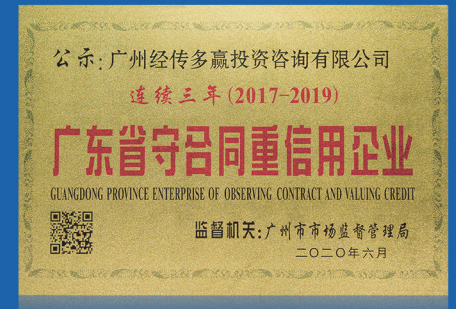 公示:广州经传多赢投资咨询有限公司
连续三年(2017-2019)
广东省守合同重信用企业
GUANGDONG PROVINCE ENTERPRISE OF OBSERVING CONTRACT AND VALUING CREDIT
监督机关:广州市市场监督管理局
二〇二〇年六月